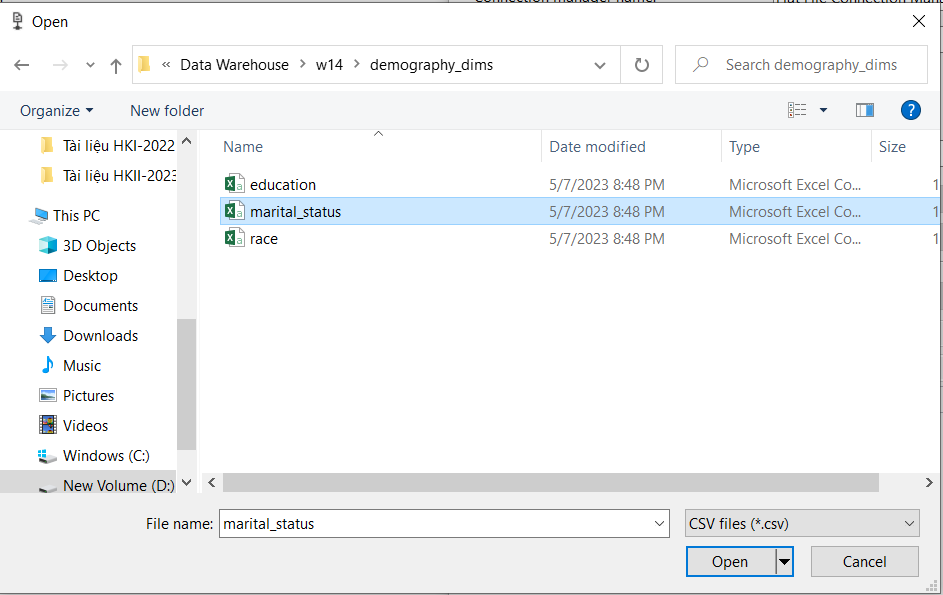 Open
« Data Warehouse > w14 > demography_dims
Search demography_dims
Organize
New folder
?
Name
Date modified
Type
Size
Tài liệu HKI-2022
Tài liệu HKII-2023
This PC
3D Objects
Desktop
Documents
Downloads
Music
Pictures
Videos
Windows (C:)
New Volume (D:)
education 5/7/2023 8:48 PM Microsoft Excel Co... 1
marital_status 5/7/2023 8:48 PM Microsoft Excel Co... 1
race 5/7/2023 8:48 PM Microsoft Excel Co... 1
File name: marital_status
CSV files (*.csv)
Open
Cancel